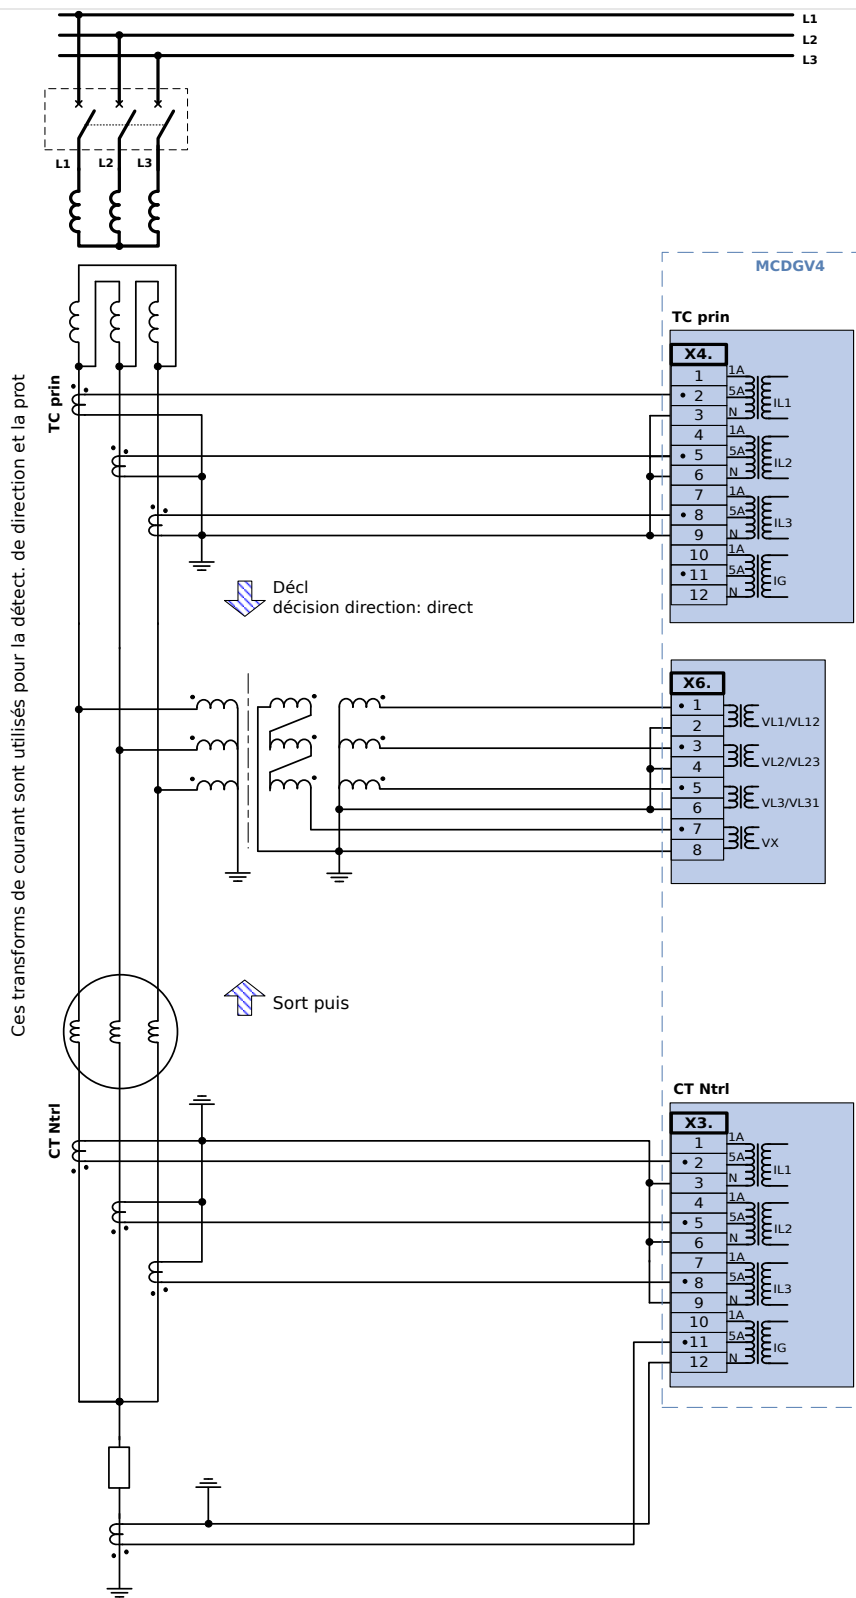 L1
L2
L3
L1
L2
L3
MCDGV4
TC prin
X4.
1
2
3
4
5
6
7
8
9
10
11
12
1A
5A
N
IL1
1A
5A
N
IL2
1A
5A
N
IL3
1A
5A
N
IG
TC prin
Ces transforms de courant sont utilisés pour la détect. de direction et la prot
Décl
décision direction: direct
X6.
1
2
3
4
5
6
7
8
VL1/VL12
VL2/VL23
VL3/VL31
VX
Sort puis
CT Ntrl
CT Ntrl
X3.
1
2
3
4
5
6
7
8
9
10
11
12
1A
5A
N
IL1
1A
5A
N
IL2
1A
5A
N
IL3
1A
5A
N
IG